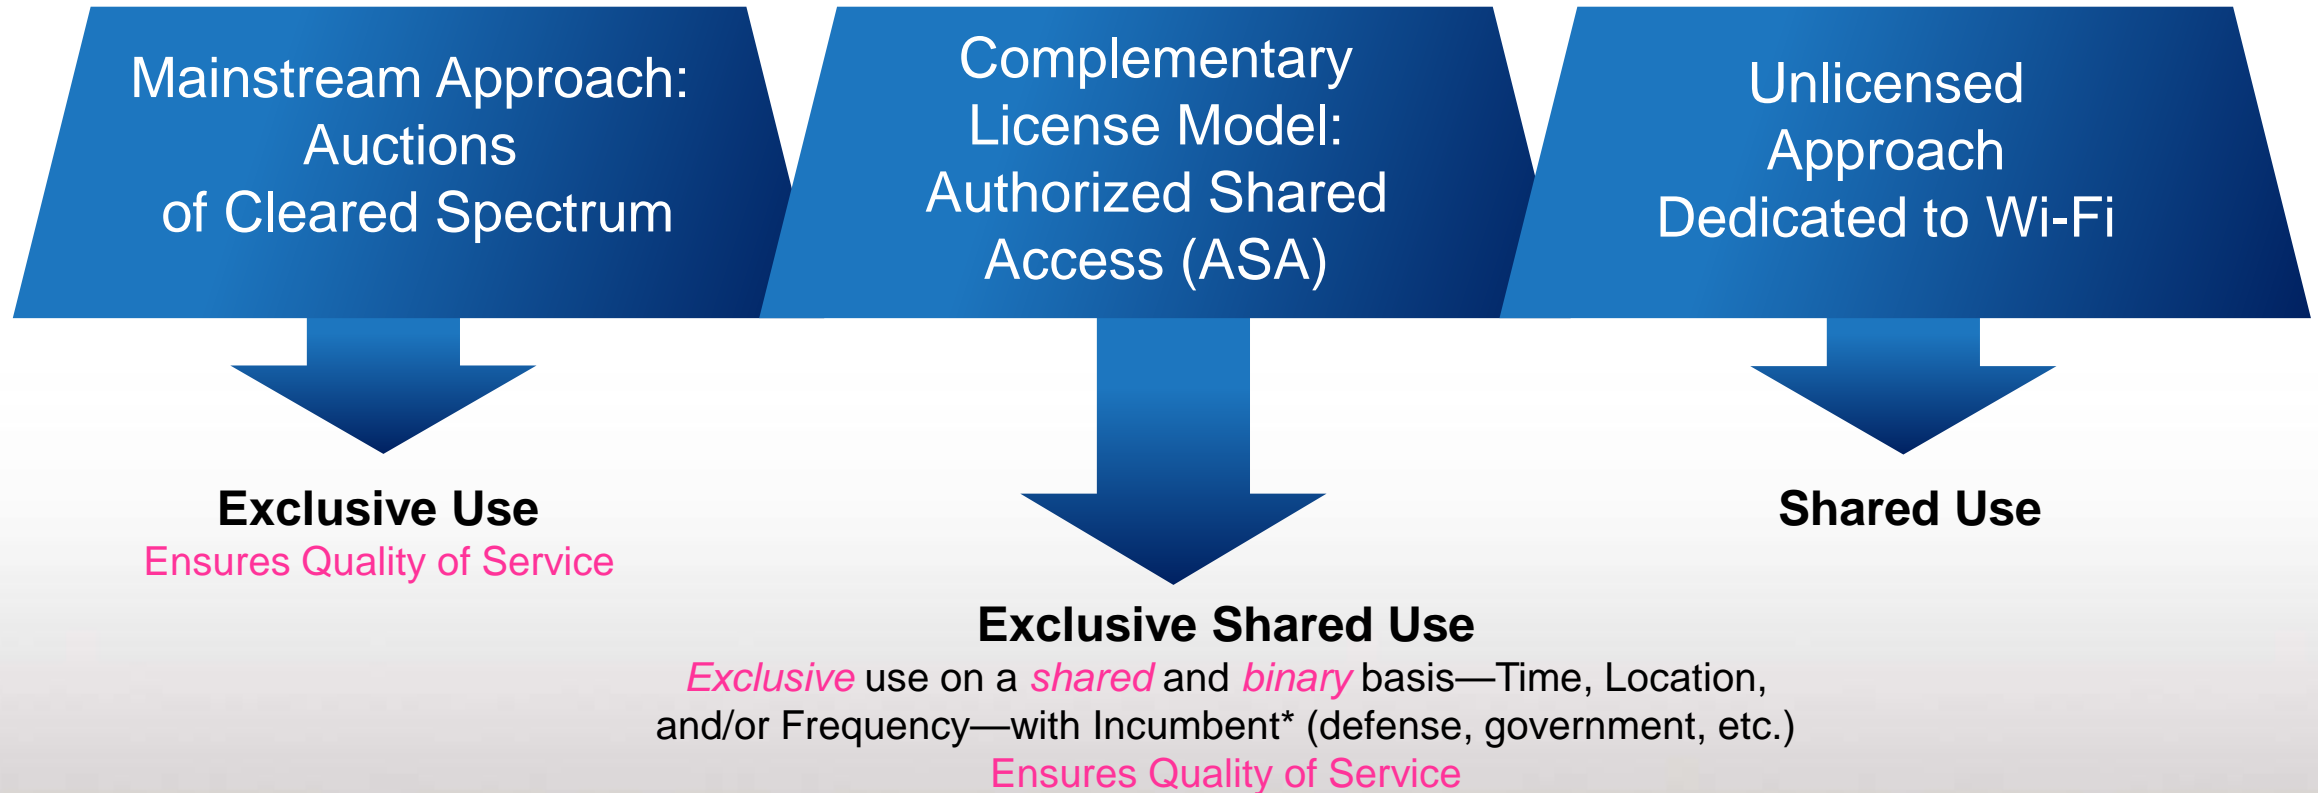 Mainstream Approach:
Auctions
of Cleared Spectrum
Complementary
License Model:
Authorized Shared
Access (ASA)
Unlicensed
Approach
Dedicated to Wi-Fi
Exclusive Use
Ensures Quality of Service
Exclusive Shared Use
Exclusive use on a shared and binary basis—Time, Location,
and/or Frequency—with Incumbent* (defense, government, etc.)
Ensures Quality of Service
Shared Use